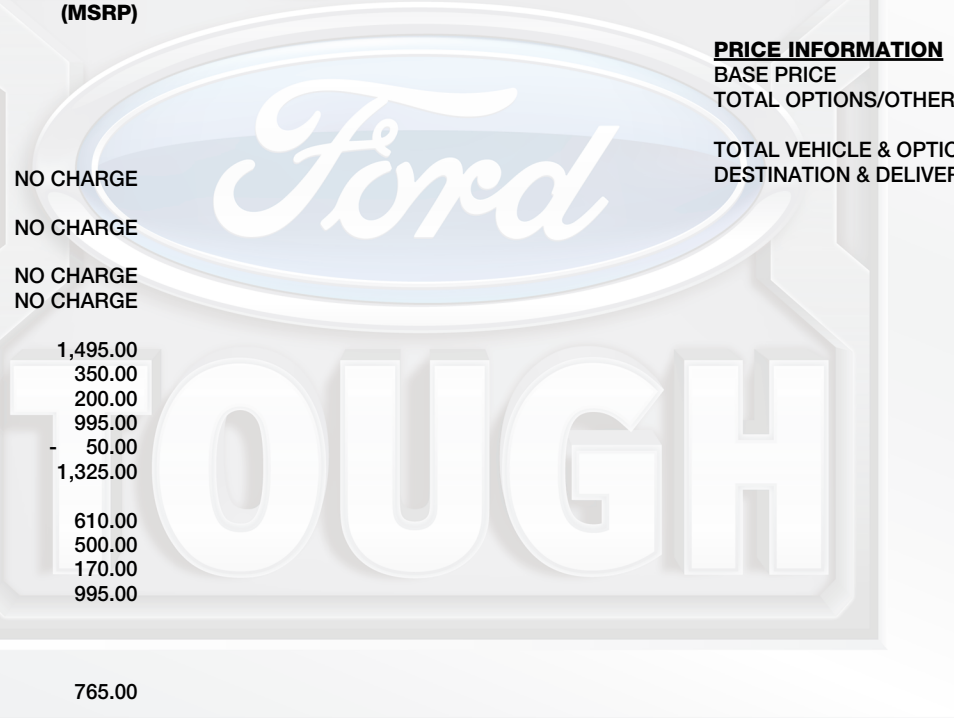 (MSRP)
PRICE INFORMATION
BASE PRICE
TOTAL OPTIONS/OTHER
TOTAL VEHICLE & OPTIO
DESTINATION & DELIVER
NO CHARGE
NO CHARGE
NO CHARGE
NO CHARGE
1,495.00
350.00
200.00
995.00
- 50.00
1,325.00
610.00
500.00
170.00
995.00
765.00
Ford
TOUGH